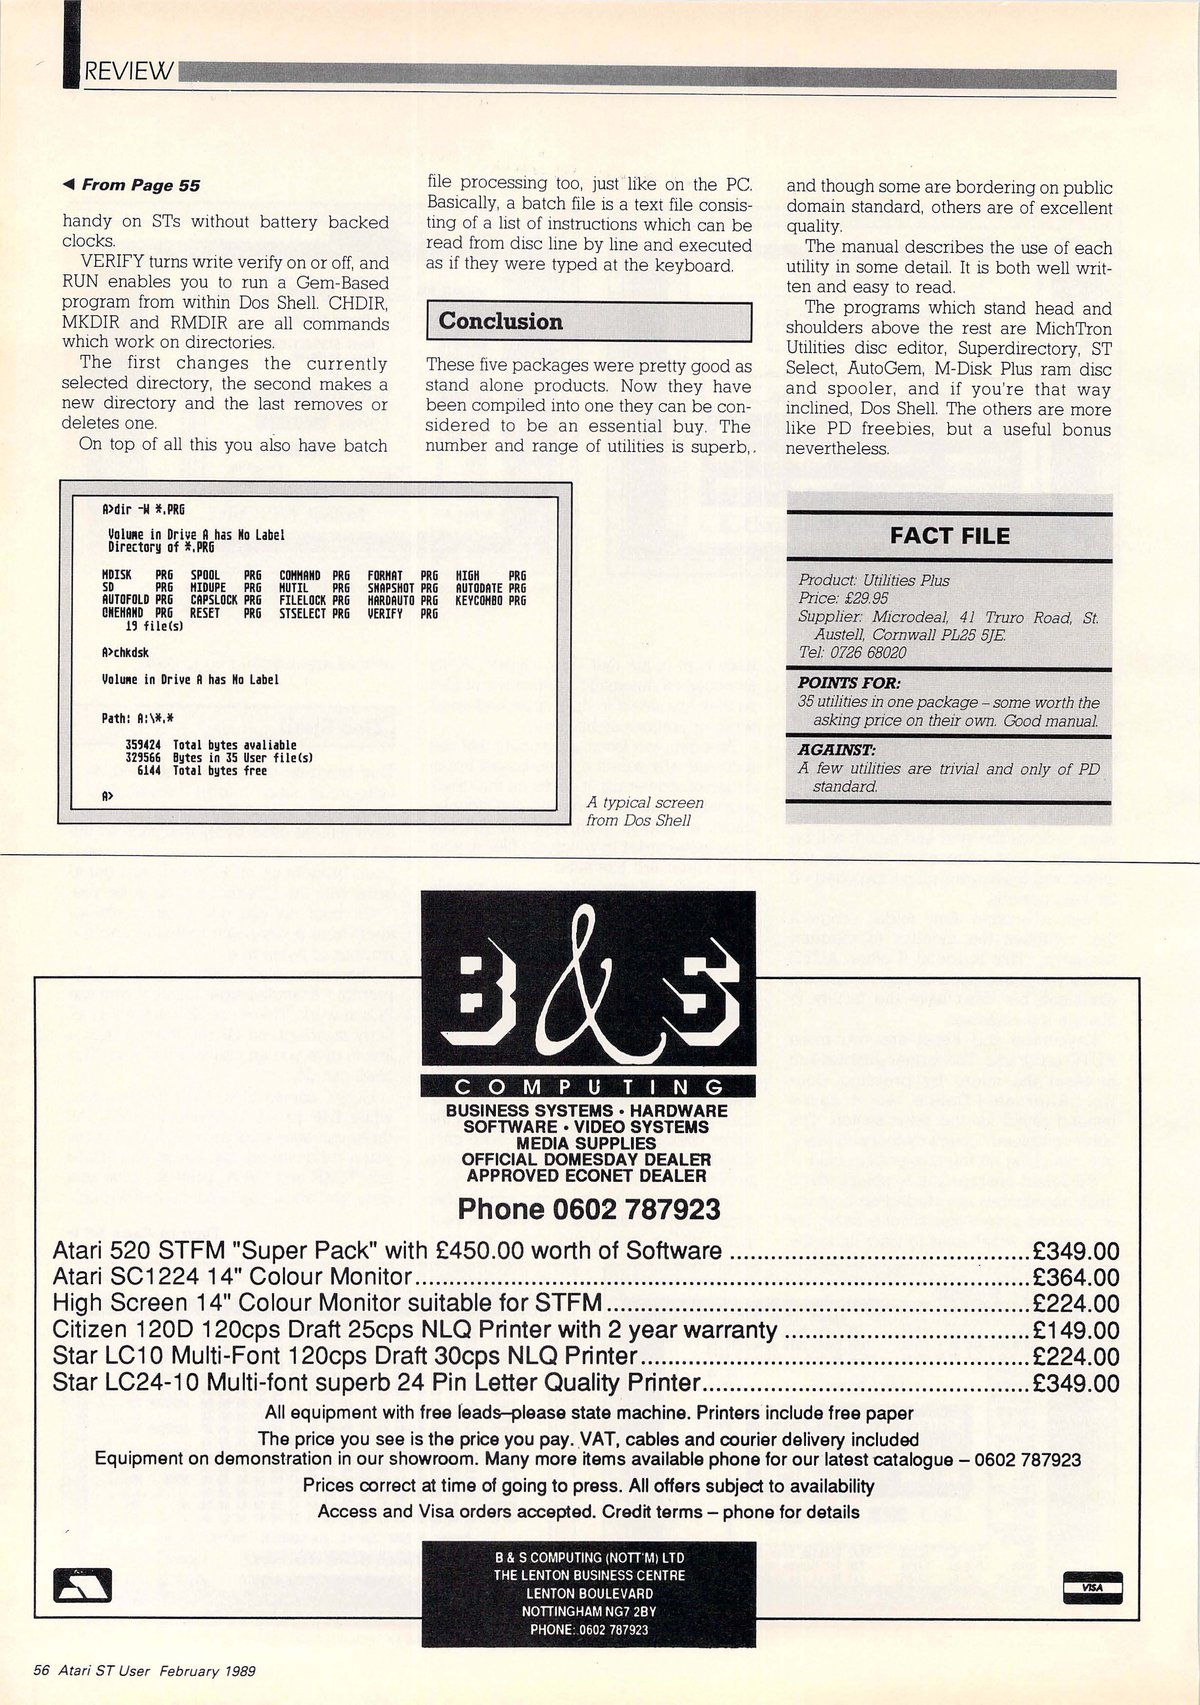 REVIEW
◄ From Page 55
handy on STs without battery backed
clocks.
VERIFY turns write verify on or off, and
RUN enables you to run a Gem-Based
program from within Dos Shell. CHDIR,
MKDIR and RMDIR are all commands
which work on directories.
The first changes the currently
selected directory, the second makes a
new directory and the last removes or
deletes one.
On top of all this you also have batch
file processing too, just like on the PC.
Basically, a batch file is a text file consis-
ting of a list of instructions which can be
read from disc line by line and executed
as if they were typed at the keyboard.
Conclusion
These five packages were pretty good as
stand alone products. Now they have
been compiled into one they can be con-
sidered to be an essential buy. The
number and range of utilities is superb,.
and though some are bordering on public
domain standard, others are of excellent
quality.
The manual describes the use of each
utility in some detail. It is both well writ-
ten and easy to read.
The programs which stand head and
shoulders above the rest are MichTron
Utilities disc editor, Superdirectory, ST
Select, AutoGem, M-Disk Plus ram disc
and spooler, and if you're that way
inclined, Dos Shell. The others are more
like PD freebies, but a useful bonus
nevertheless.
A>dir -W *.PRG
Volume in Drive A has No Label
Directory of *.PRG
MDISK PRG SPOOL PRG COMMAND PRG FORMAT PRG HIGH PRG
SD PRG MIDUPE PRG MUTIL PRG SNAPSHOT PRG AUTODATE PRG
AUTOFOLD PRG CAPSLOCK PRG FILELOCK PRG HARDAUTO PRG KEYCOMBO PRG
ONEHAND PRG RESET PRG STSELECT PRG VERIFY PRG
19 file(s)
A>chkdsk
Volume in Drive A has No Label
Path: A:\*.*
359424 Total bytes avaliable
329566 Bytes in 35 User file(s)
6144 Total bytes free
A>
A typical screen
from Dos Shell
FACT FILE
Product: Utilities Plus
Price: £29.95
Supplier: Microdeal, 41 Truro Road, St.
Austell, Cornwall PL25 5JE.
Tel: 0726 68020
POINTS FOR:
35 utilities in one package – some worth the
asking price on their own. Good manual.
AGAINST:
A few utilities are trivial and only of PD
standard.
B&S
COMPUTING
BUSINESS SYSTEMS • HARDWARE
SOFTWARE • VIDEO SYSTEMS
MEDIA SUPPLIES
OFFICIAL DOMESDAY DEALER
APPROVED ECONET DEALER
Phone 0602 787923
Atari 520 STFM "Super Pack" with £450.00 worth of Software ............................................£349.00
Atari SC1224 14" Colour Monitor...........................................................................................£364.00
High Screen 14" Colour Monitor suitable for STFM..............................................................£224.00
Citizen 120D 120cps Draft 25cps NLQ Printer with 2 year warranty ....................................£149.00
Star LC10 Multi-Font 120cps Draft 30cps NLQ Printer.........................................................£224.00
Star LC24-10 Multi-font superb 24 Pin Letter Quality Printer................................................£349.00
All equipment with free leads–please state machine. Printers include free paper
The price you see is the price you pay. VAT, cables and courier delivery included
Equipment on demonstration in our showroom. Many more items available phone for our latest catalogue – 0602 787923
Prices correct at time of going to press. All offers subject to availability
Access and Visa orders accepted. Credit terms – phone for details
B & S COMPUTING (NOTT'M) LTD
THE LENTON BUSINESS CENTRE
LENTON BOULEVARD
NOTTINGHAM NG7 2BY
PHONE: 0602 787923
VISA
56 Atari ST User February 1989